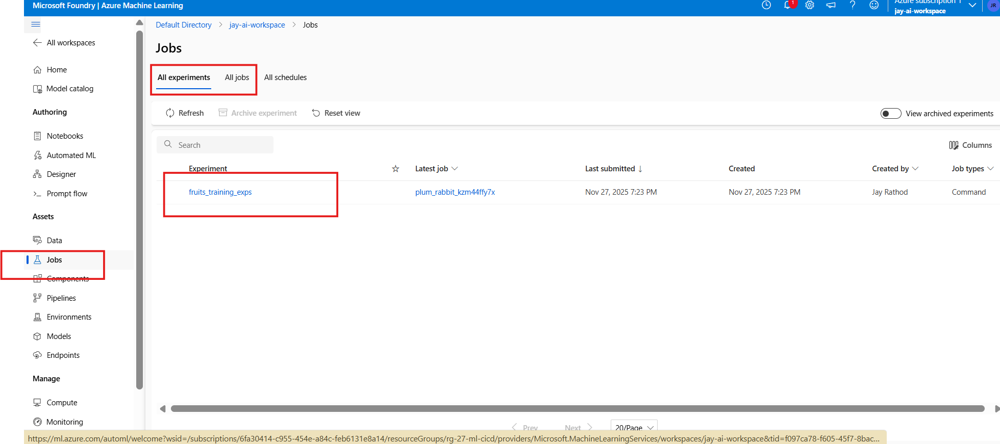 Microsoft Foundry | Azure Machine Learning
1
Azure subscription 1
jay-ai-workspace
JR
All workspaces
Home
Model catalog
Authoring
Notebooks
Automated ML
Designer
Prompt flow
Assets
Data
Jobs
Components
Pipelines
Environments
Models
Endpoints
Manage
Compute
Monitoring
Default Directory > jay-ai-workspace > Jobs
Jobs
All experiments All jobs All schedules
Refresh Archive experiment Reset view View archived experiments
Search Columns
Experiment Latest job Last submitted ↓ Created Created by Job types
fruits_training_exps plum_rabbit_kzm44ffy7x Nov 27, 2025 7:23 PM Nov 27, 2025 7:23 PM Jay Rathod Command
Prev Next 20/Page
https://ml.azure.com/automl/welcome?wsid=/subscriptions/6fa30414-c955-454e-a84c-feb6131e8a14/resourceGroups/rg-27-ml-cicd/providers/Microsoft.MachineLearningServices/workspaces/jay-ai-workspace&tid=f097ca78-f605-45f7-8bac...